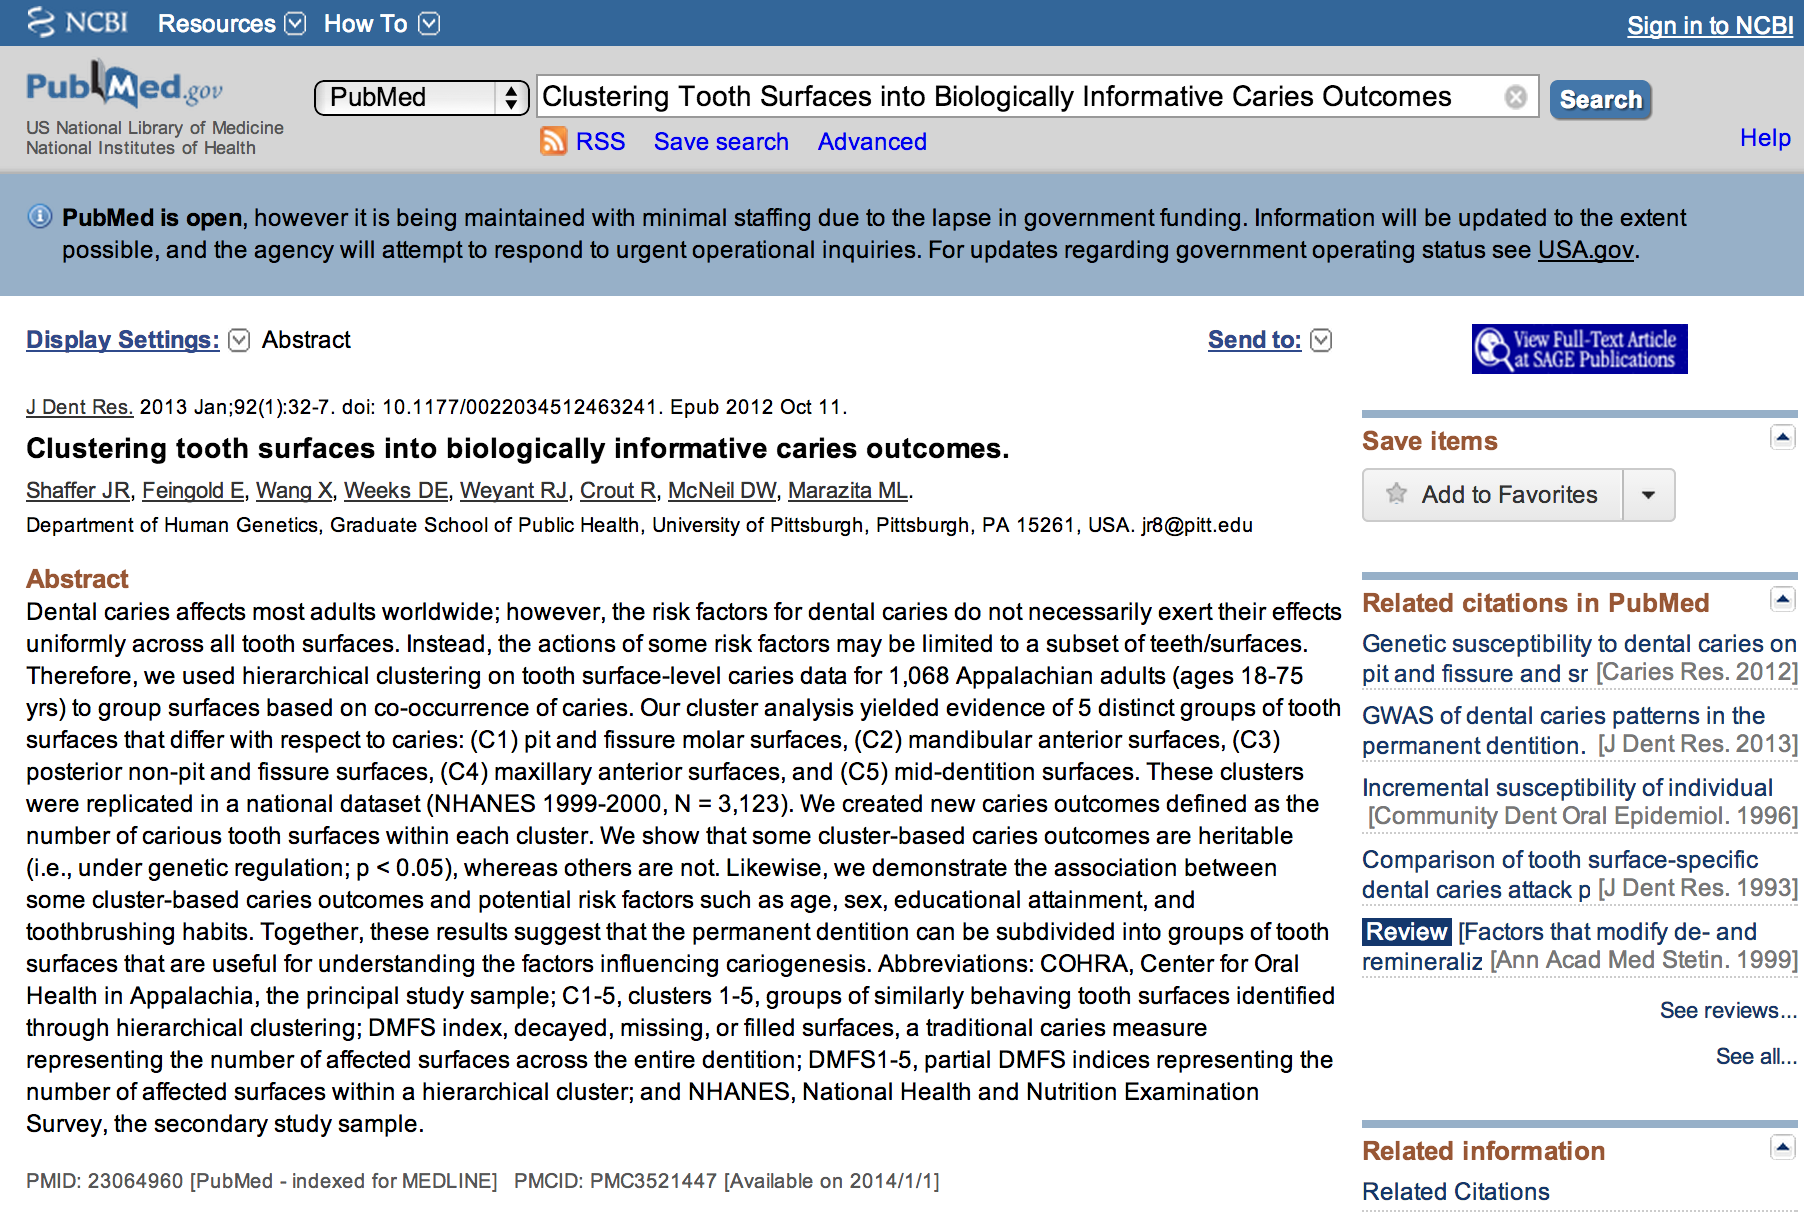 NCBI Resources How To Sign in to NCBI
PubMed.gov
US National Library of Medicine
National Institutes of Health
PubMed Clustering Tooth Surfaces into Biologically Informative Caries Outcomes Search
RSS Save search Advanced Help
PubMed is open, however it is being maintained with minimal staffing due to the lapse in government funding. Information will be updated to the extent
possible, and the agency will attempt to respond to urgent operational inquiries. For updates regarding government operating status see USA.gov.
Display Settings: Abstract Send to:
J Dent Res. 2013 Jan;92(1):32-7. doi: 10.1177/0022034512463241. Epub 2012 Oct 11.
Clustering tooth surfaces into biologically informative caries outcomes.
Shaffer JR, Feingold E, Wang X, Weeks DE, Weyant RJ, Crout R, McNeil DW, Marazita ML.
Department of Human Genetics, Graduate School of Public Health, University of Pittsburgh, Pittsburgh, PA 15261, USA. jr8@pitt.edu
Abstract
Dental caries affects most adults worldwide; however, the risk factors for dental caries do not necessarily exert their effects
uniformly across all tooth surfaces. Instead, the actions of some risk factors may be limited to a subset of teeth/surfaces.
Therefore, we used hierarchical clustering on tooth surface-level caries data for 1,068 Appalachian adults (ages 18-75
yrs) to group surfaces based on co-occurrence of caries. Our cluster analysis yielded evidence of 5 distinct groups of tooth
surfaces that differ with respect to caries: (C1) pit and fissure molar surfaces, (C2) mandibular anterior surfaces, (C3)
posterior non-pit and fissure surfaces, (C4) maxillary anterior surfaces, and (C5) mid-dentition surfaces. These clusters
were replicated in a national dataset (NHANES 1999-2000, N = 3,123). We created new caries outcomes defined as the
number of carious tooth surfaces within each cluster. We show that some cluster-based caries outcomes are heritable
(i.e., under genetic regulation; p < 0.05), whereas others are not. Likewise, we demonstrate the association between
some cluster-based caries outcomes and potential risk factors such as age, sex, educational attainment, and
toothbrushing habits. Together, these results suggest that the permanent dentition can be subdivided into groups of tooth
surfaces that are useful for understanding the factors influencing cariogenesis. Abbreviations: COHRA, Center for Oral
Health in Appalachia, the principal study sample; C1-5, clusters 1-5, groups of similarly behaving tooth surfaces identified
through hierarchical clustering; DMFS index, decayed, missing, or filled surfaces, a traditional caries measure
representing the number of affected surfaces across the entire dentition; DMFS1-5, partial DMFS indices representing the
number of affected surfaces within a hierarchical cluster; and NHANES, National Health and Nutrition Examination
Survey, the secondary study sample.
PMID: 23064960 [PubMed - indexed for MEDLINE] PMCID: PMC3521447 [Available on 2014/1/1]
View Full-Text Article
at SAGE Publications
Save items
Add to Favorites
Related citations in PubMed
Genetic susceptibility to dental caries on
pit and fissure and sr [Caries Res. 2012]
GWAS of dental caries patterns in the
permanent dentition. [J Dent Res. 2013]
Incremental susceptibility of individual
[Community Dent Oral Epidemiol. 1996]
Comparison of tooth surface-specific
dental caries attack p [J Dent Res. 1993]
Review [Factors that modify de- and
remineraliz [Ann Acad Med Stetin. 1999]
See reviews...
See all...
Related information
Related Citations